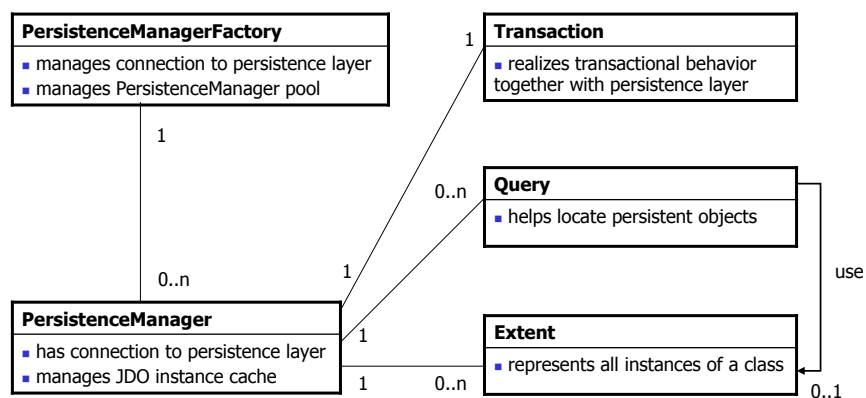 PersistenceManagerFactory
▪ manages connection to persistence layer
▪ manages PersistenceManager pool
1
0..n
PersistenceManager
▪ has connection to persistence layer
▪ manages JDO instance cache
1
1
Transaction
▪ realizes transactional behavior
together with persistence layer
1
0..n
Query
▪ helps locate persistent objects
use
1
0..n
Extent
▪ represents all instances of a class
0..1